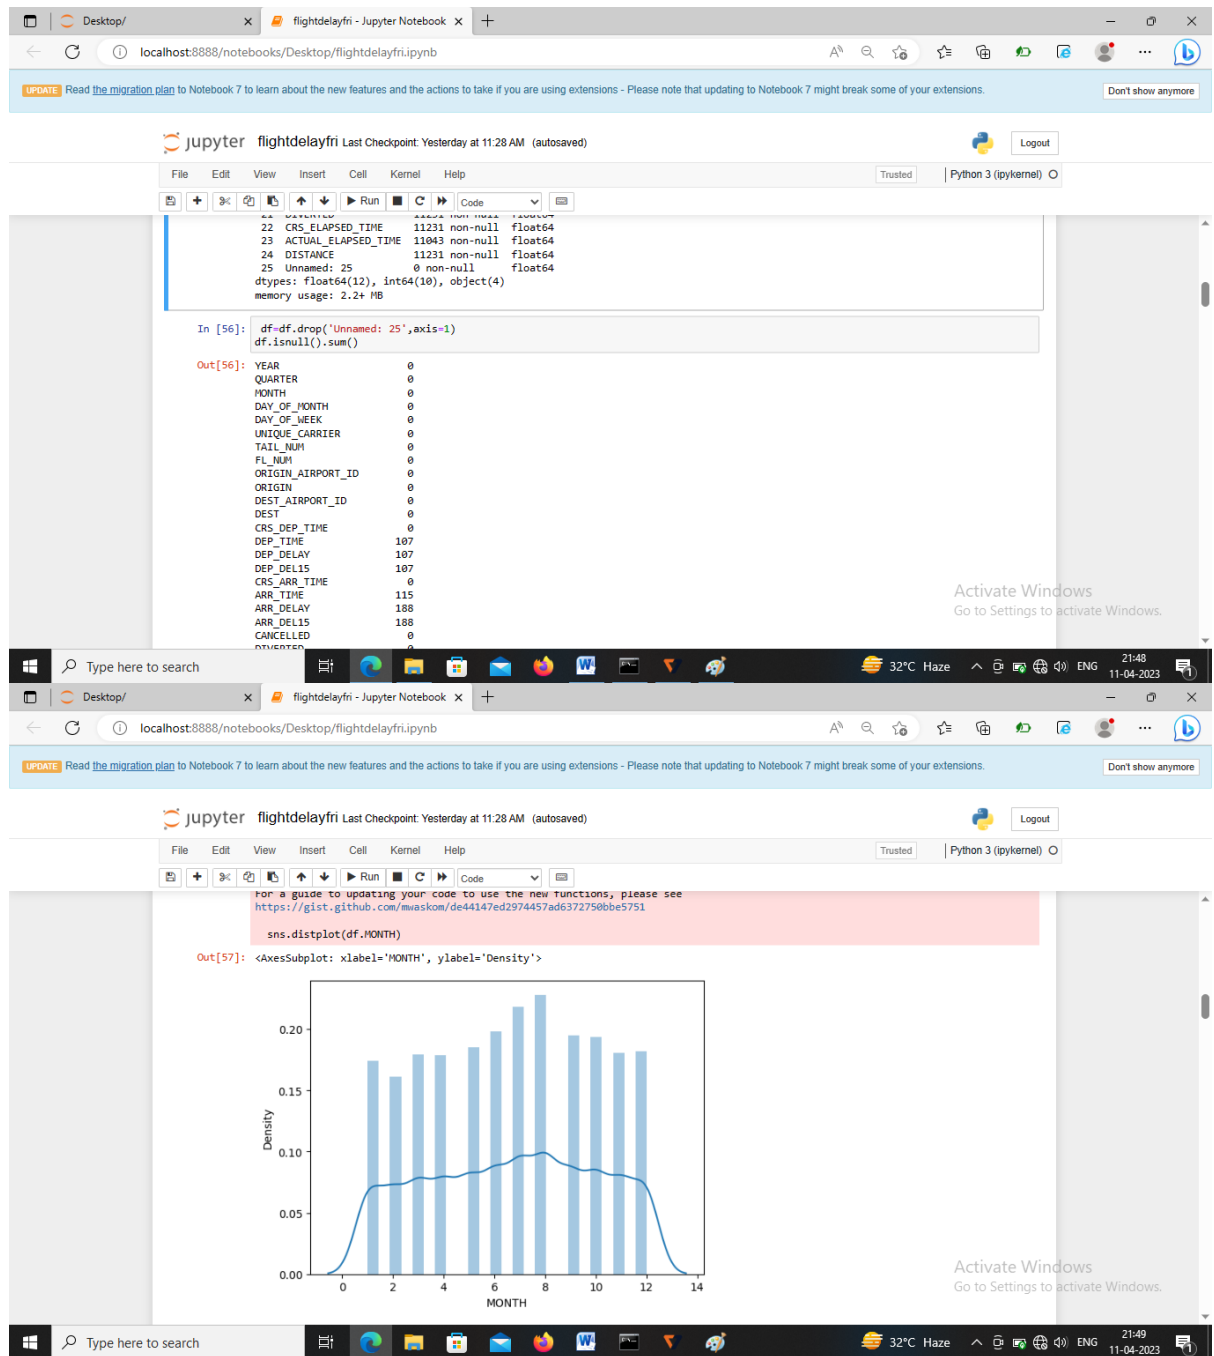 Desktop/
flightdelayfri - Jupyter Notebook
localhost:8888/notebooks/Desktop/flightdelayfri.ipynb
UPDATE Read the migration plan to Notebook 7 to learn about the new features and the actions to take if you are using extensions - Please note that updating to Notebook 7 might break some of your extensions.
Don't show anymore
jupyter flightdelayfri Last Checkpoint: Yesterday at 11:28 AM (autosaved)
Logout
File Edit View Insert Cell Kernel Help
Trusted
Python 3 (ipykernel)
Run
Code
21 DIVERTED 11231 non-null float64
22 CRS_ELAPSED_TIME 11231 non-null float64
23 ACTUAL_ELAPSED_TIME 11043 non-null float64
24 DISTANCE 11231 non-null float64
25 Unnamed: 25 0 non-null float64
dtypes: float64(12), int64(10), object(4)
memory usage: 2.2+ MB
In [56]: df=df.drop('Unnamed: 25',axis=1)
df.isnull().sum()
Out[56]: YEAR 0
QUARTER 0
MONTH 0
DAY_OF_MONTH 0
DAY_OF_WEEK 0
UNIQUE_CARRIER 0
TAIL_NUM 0
FL_NUM 0
ORIGIN_AIRPORT_ID 0
ORIGIN 0
DEST_AIRPORT_ID 0
DEST 0
CRS_DEP_TIME 0
DEP_TIME 107
DEP_DELAY 107
DEP_DEL15 107
CRS_ARR_TIME 0
ARR_TIME 115
ARR_DELAY 188
ARR_DEL15 188
CANCELLED 0
DIVERTED 0
Activate Windows
Go to Settings to activate Windows.
Type here to search
32°C Haze
ENG
21:48
11-04-2023
Desktop/
flightdelayfri - Jupyter Notebook
localhost:8888/notebooks/Desktop/flightdelayfri.ipynb
UPDATE Read the migration plan to Notebook 7 to learn about the new features and the actions to take if you are using extensions - Please note that updating to Notebook 7 might break some of your extensions.
Don't show anymore
jupyter flightdelayfri Last Checkpoint: Yesterday at 11:28 AM (autosaved)
Logout
File Edit View Insert Cell Kernel Help
Trusted
Python 3 (ipykernel)
Run
Code
For a guide to updating your code to use the new functions, please see
https://gist.github.com/mwaskom/de44147ed2974457ad6372750bbe5751
sns.distplot(df.MONTH)
Out[57]: <AxesSubplot: xlabel='MONTH', ylabel='Density'>
0.20
0.15
0.10
0.05
0.00
Density
0 2 4 6 8 10 12 14
MONTH
Activate Windows
Go to Settings to activate Windows.
Type here to search
32°C Haze
ENG
21:49
11-04-2023